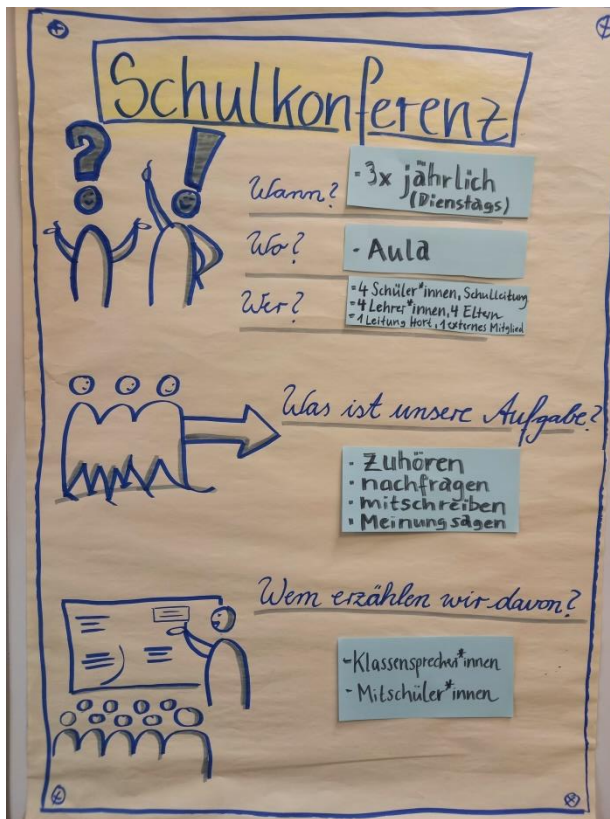 Schulkonferenz
Wann?
- 3x jährlich
(Dienstags)
Wo?
- Aula
Wer?
- 4 Schüler*innen, Schulleitung
- 4 Lehrer*innen, 4 Eltern
- 1 Leitung Hort, 1 externes Mitglied
Was ist unsere Aufgabe?
· Zuhören
· nachfragen
· mitschreiben
· Meinung sagen
Wem erzählen wir davon?
- Klassensprecher*innen
- Mitschüler*innen